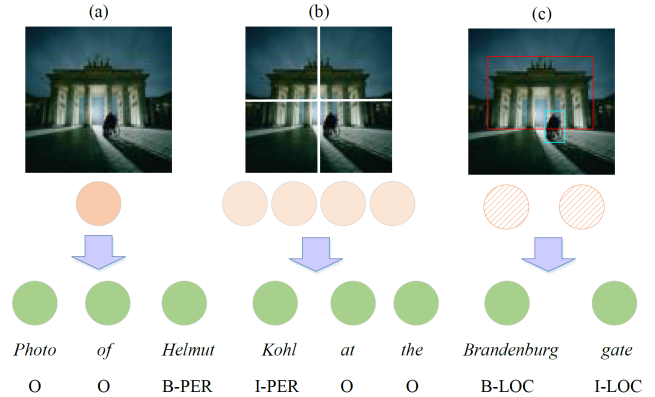 (a) (b) (c)
Photo of Helmut Kohl at the Brandenburg gate
O O B-PER I-PER O O B-LOC I-LOC